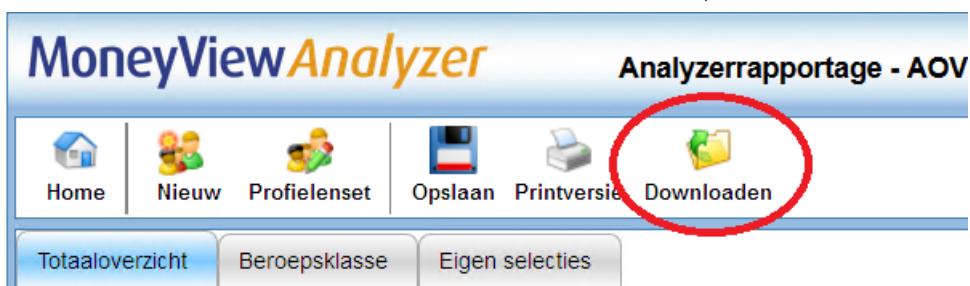 MoneyViewAnalyzer Analyzerrapportage - AOV
Home Nieuw Profielenset Opslaan Printversie Downloaden
Totaaloverzicht Beroepsklasse Eigen selecties